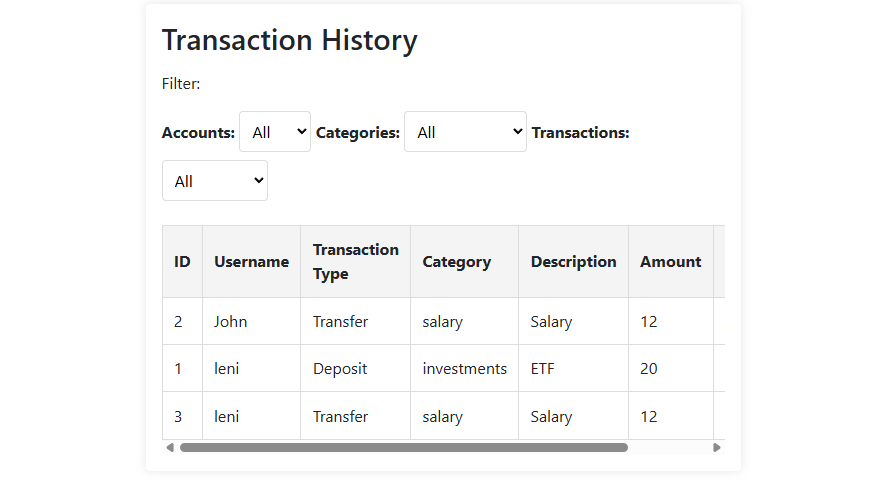 Transaction History
Filter:
Accounts: All Categories: All Transactions:
All
ID Username Transaction Type Category Description Amount
2 John Transfer salary Salary 12
1 leni Deposit investments ETF 20
3 leni Transfer salary Salary 12